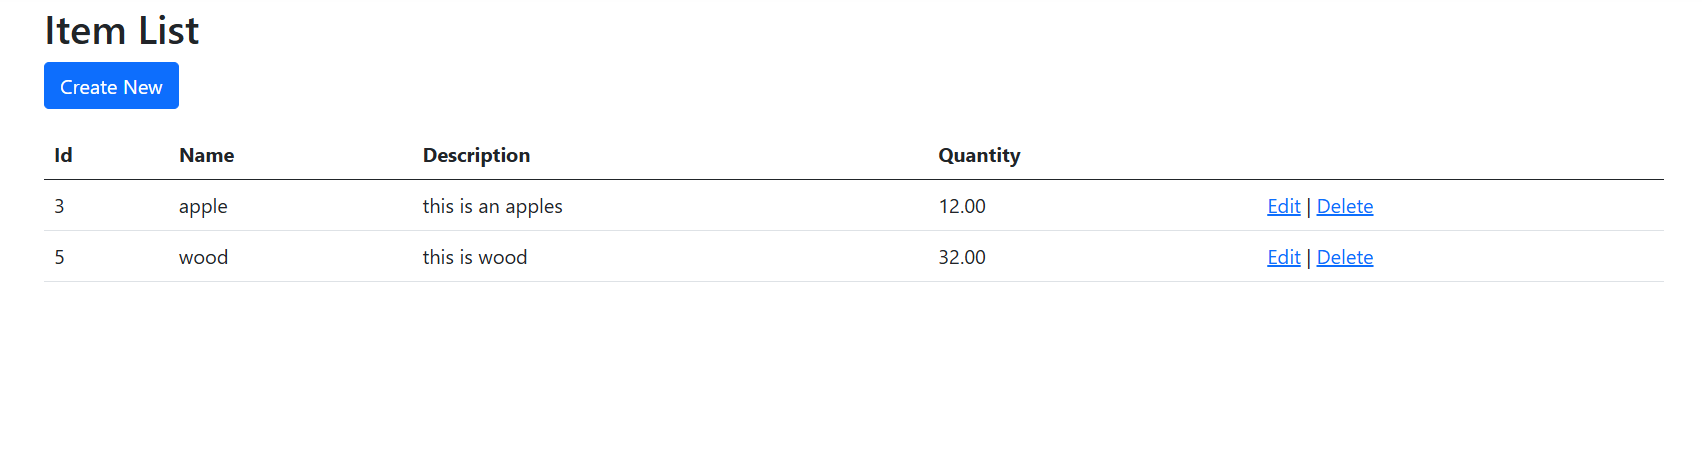 Item List
Create New
Id Name Description Quantity
3 apple this is an apples 12.00 Edit | Delete
5 wood this is wood 32.00 Edit | Delete